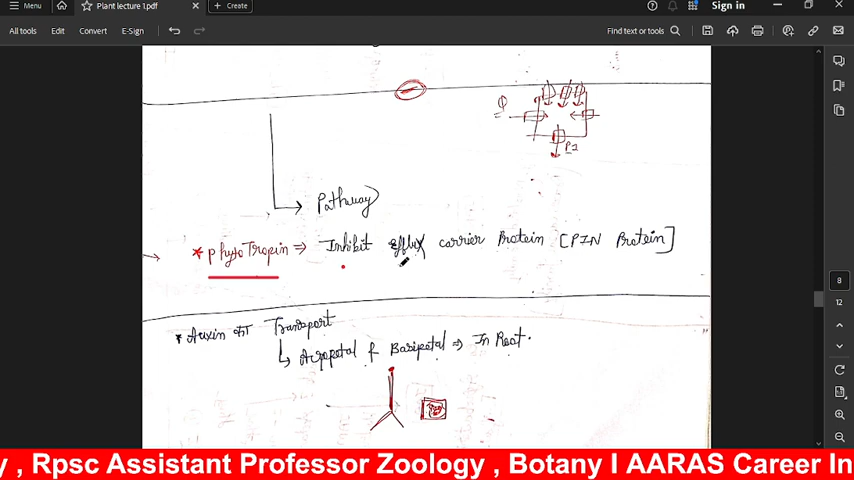 Menu
Plant lecture 1.pdf
Create
Sign in
All tools Edit Convert E-Sign
Find text or tools
P1
Pathway
* phytoTropin ⇒ Inhibit efflux carrier Protein [PIN Protein]
* Auxin का Transport
Acropetal & Basipetal ⇒ In Root.
8
12
, Rpsc Assistant Professor Zoology , Botany I AARAS Career In